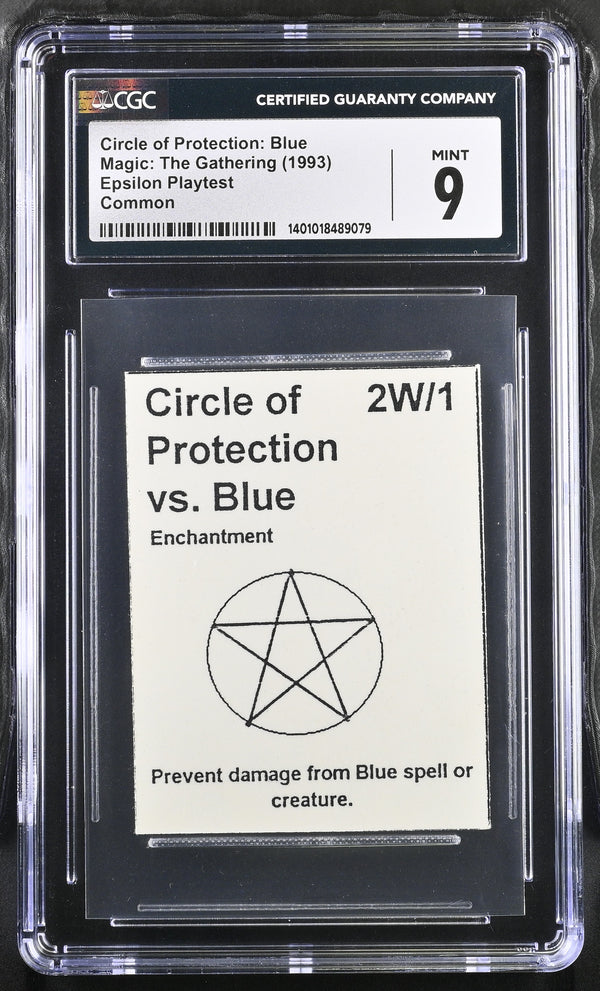 CGC
CERTIFIED GUARANTY COMPANY
Circle of Protection: Blue
Magic: The Gathering (1993)
Epsilon Playtest
Common
MINT
9
1401018489079
Circle of 2W/1
Protection
vs. Blue
Enchantment
Prevent damage from Blue spell or
creature.